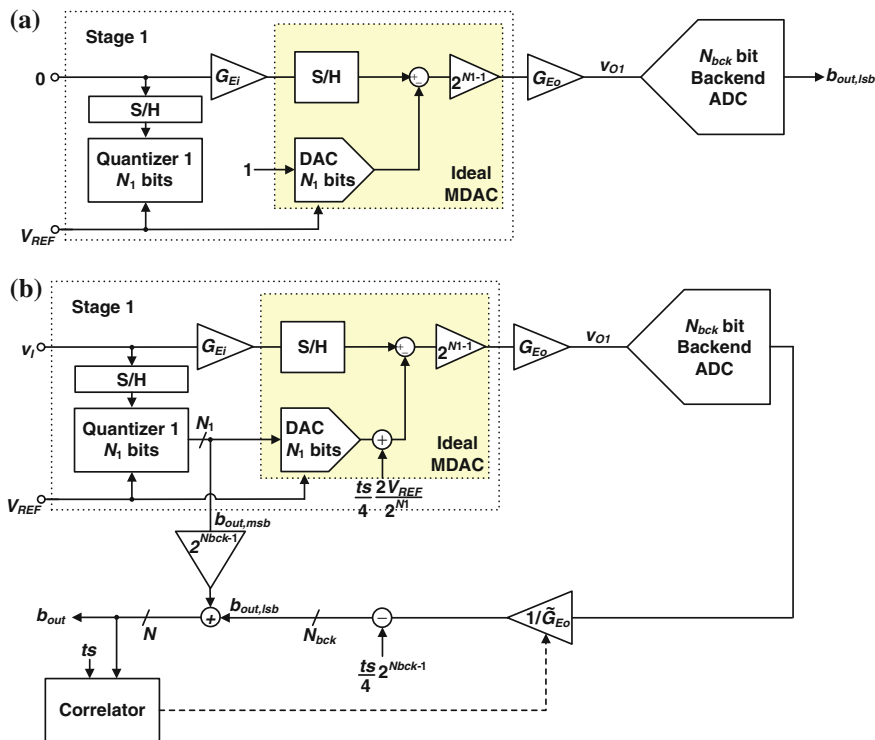 (a)
Stage 1
0
G_Ei
S/H
2^N1-1
G_Eo
v_O1
N_bck bit
Backend
ADC
b_out,lsb
S/H
Quantizer 1
N_1 bits
1
DAC
N_1 bits
Ideal
MDAC
V_REF
(b)
Stage 1
v_I
G_Ei
S/H
2^N1-1
G_Eo
v_O1
N_bck bit
Backend
ADC
S/H
Quantizer 1
N_1 bits
N_1
DAC
N_1 bits
Ideal
MDAC
V_REF
ts/4 2V_REF/2^N1
b_out,msb
2^Nbck-1
b_out
N
+
b_out,lsb
N_bck
−
1/G̃_Eo
ts
ts/4 2^Nbck-1
Correlator